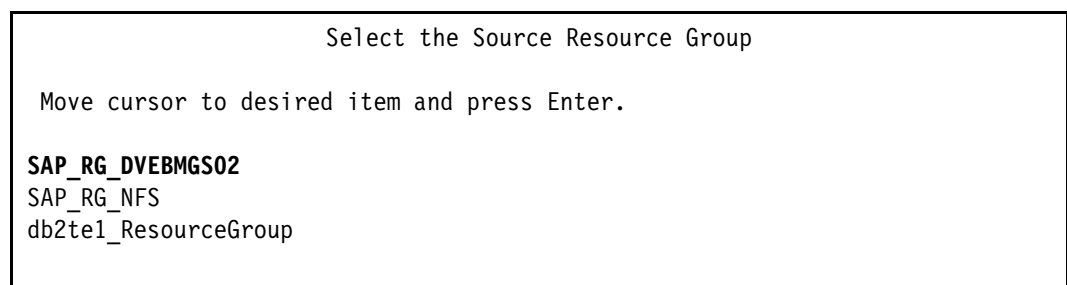 Select the Source Resource Group
Move cursor to desired item and press Enter.
SAP_RG_DVEBMGS02
SAP_RG_NFS
db2te1_ResourceGroup